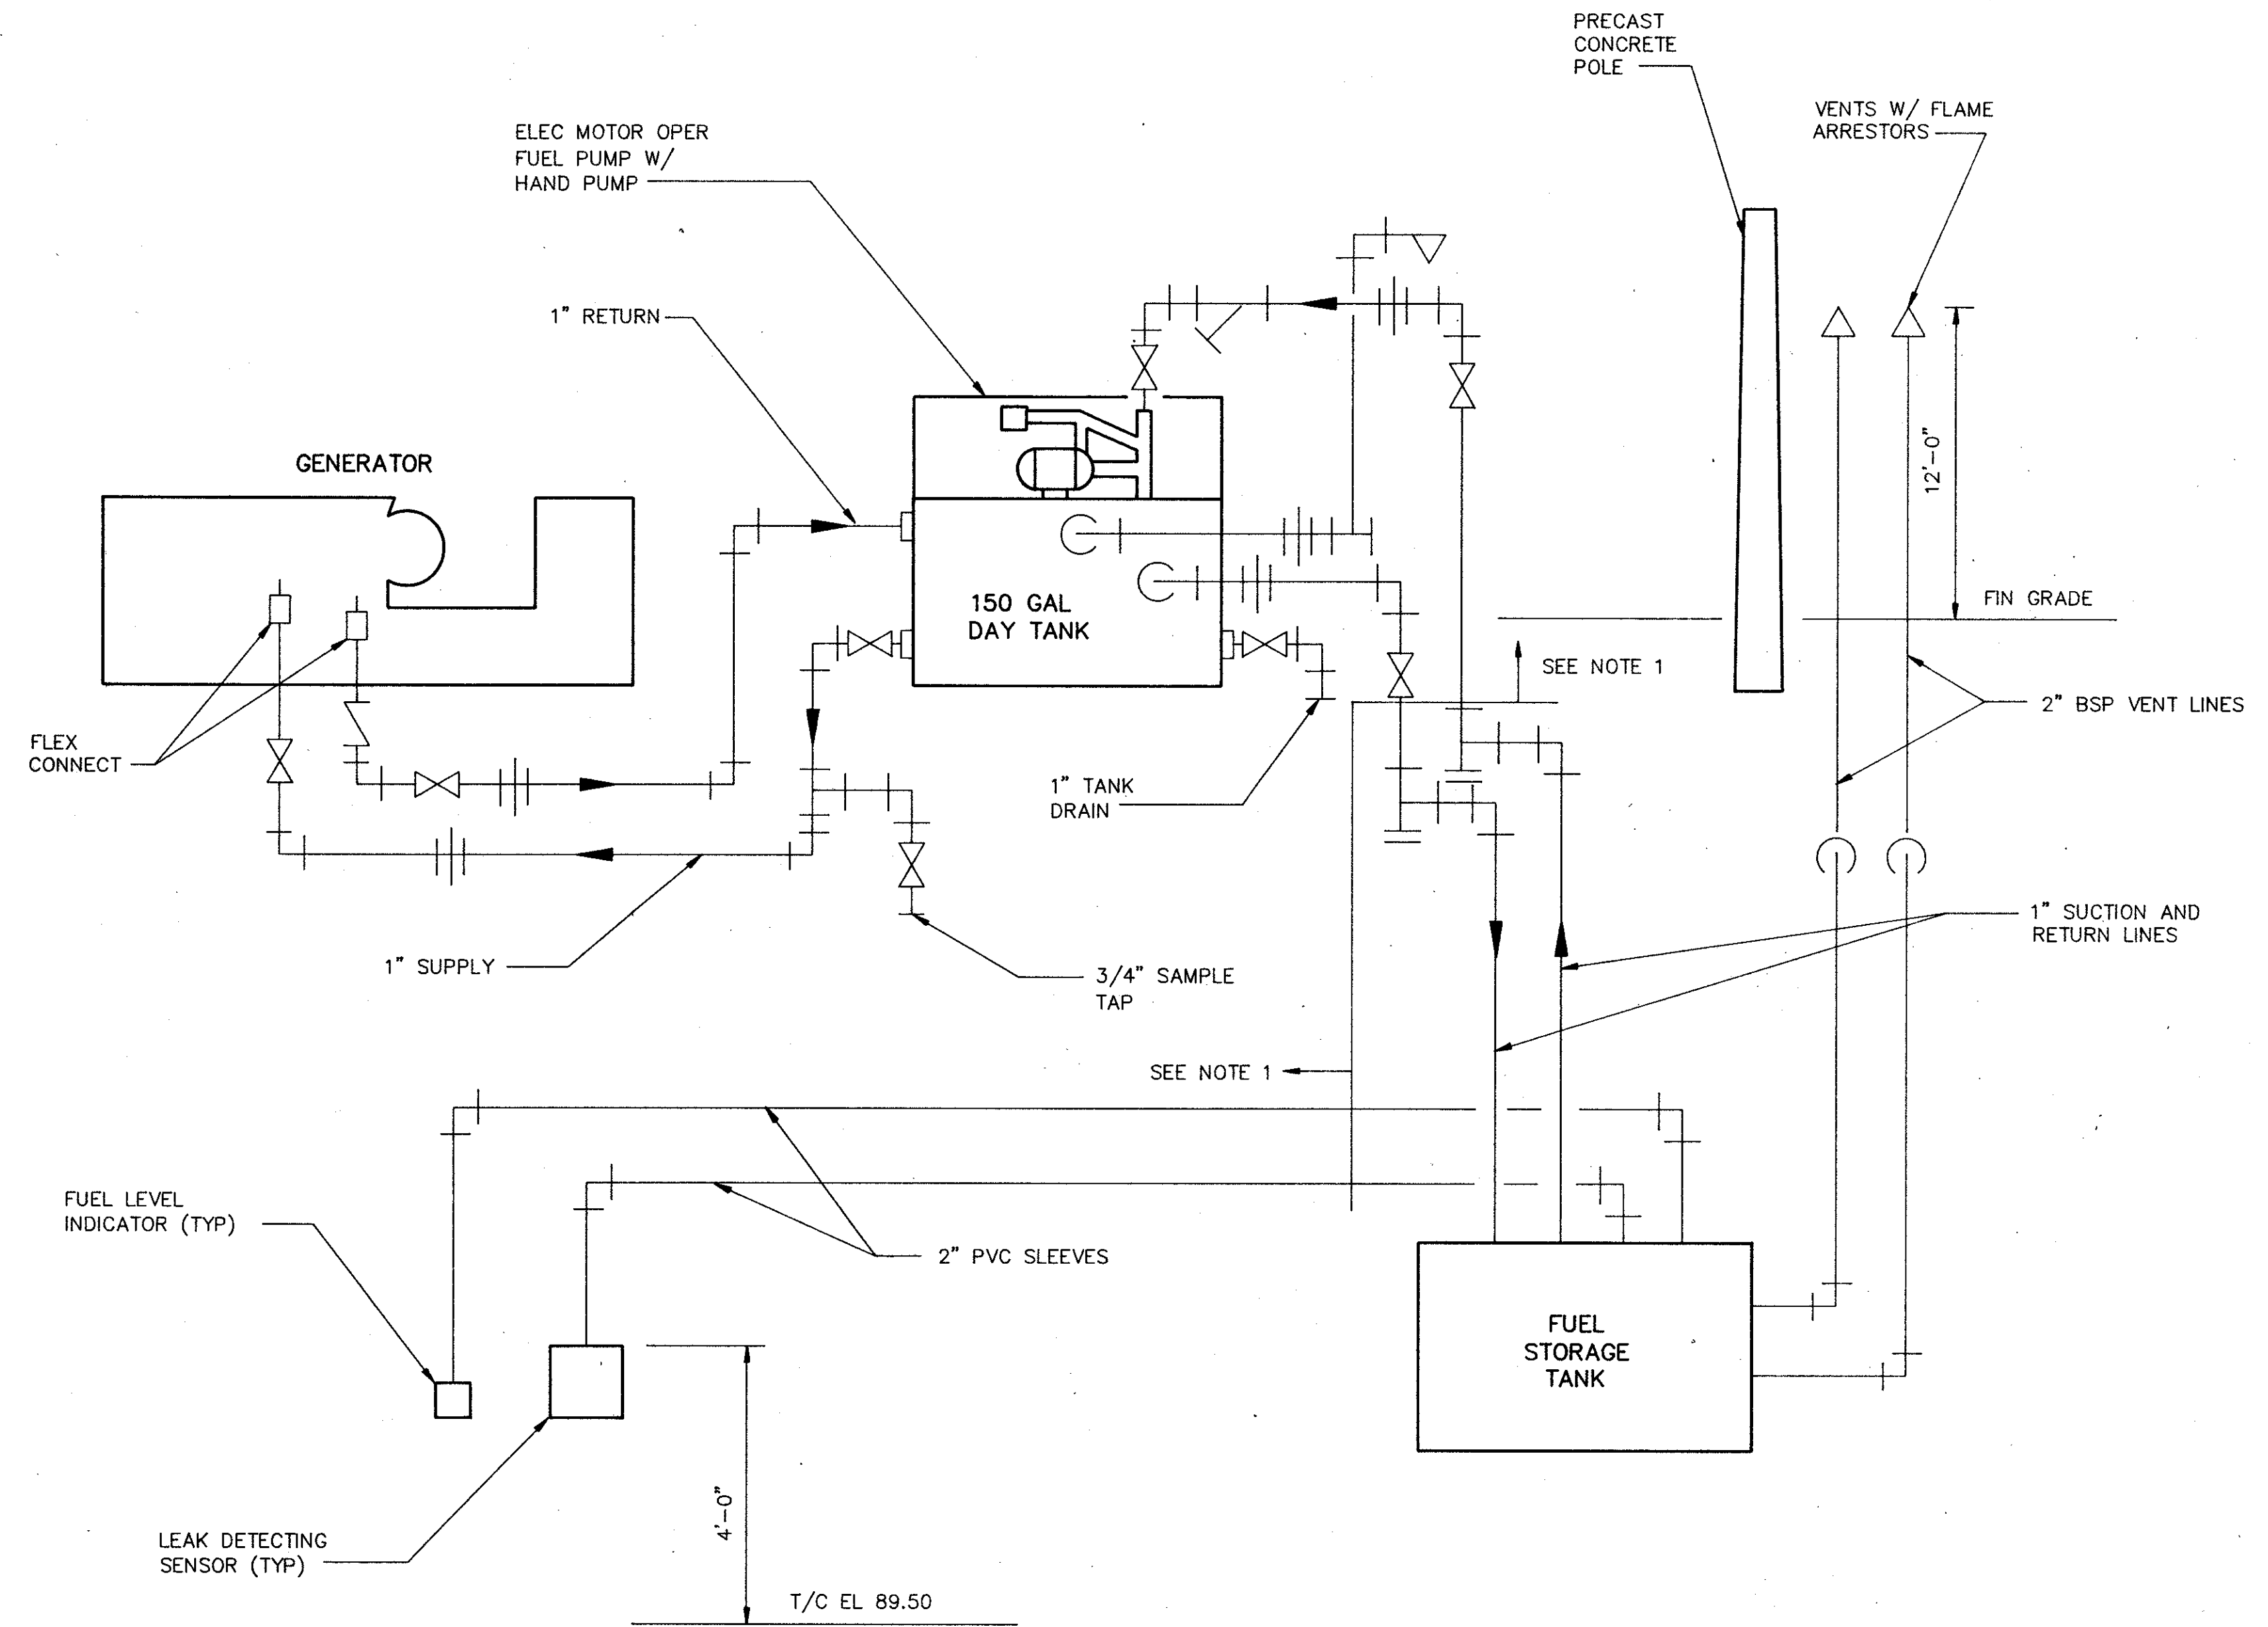 PRECAST
CONCRETE
POLE
VENTS W/ FLAME
ARRESTORS
ELEC MOTOR OPER
FUEL PUMP W/
HAND PUMP
1" RETURN
GENERATOR
12'-0"
150 GAL
DAY TANK
FIN GRADE
SEE NOTE 1
2" BSP VENT LINES
FLEX
CONNECT
1" TANK
DRAIN
1" SUPPLY
3/4" SAMPLE
TAP
1" SUCTION AND
RETURN LINES
SEE NOTE 1
FUEL LEVEL
INDICATOR (TYP)
2" PVC SLEEVES
FUEL
STORAGE
TANK
LEAK DETECTING
SENSOR (TYP)
4'-0"
T/C EL 89.50